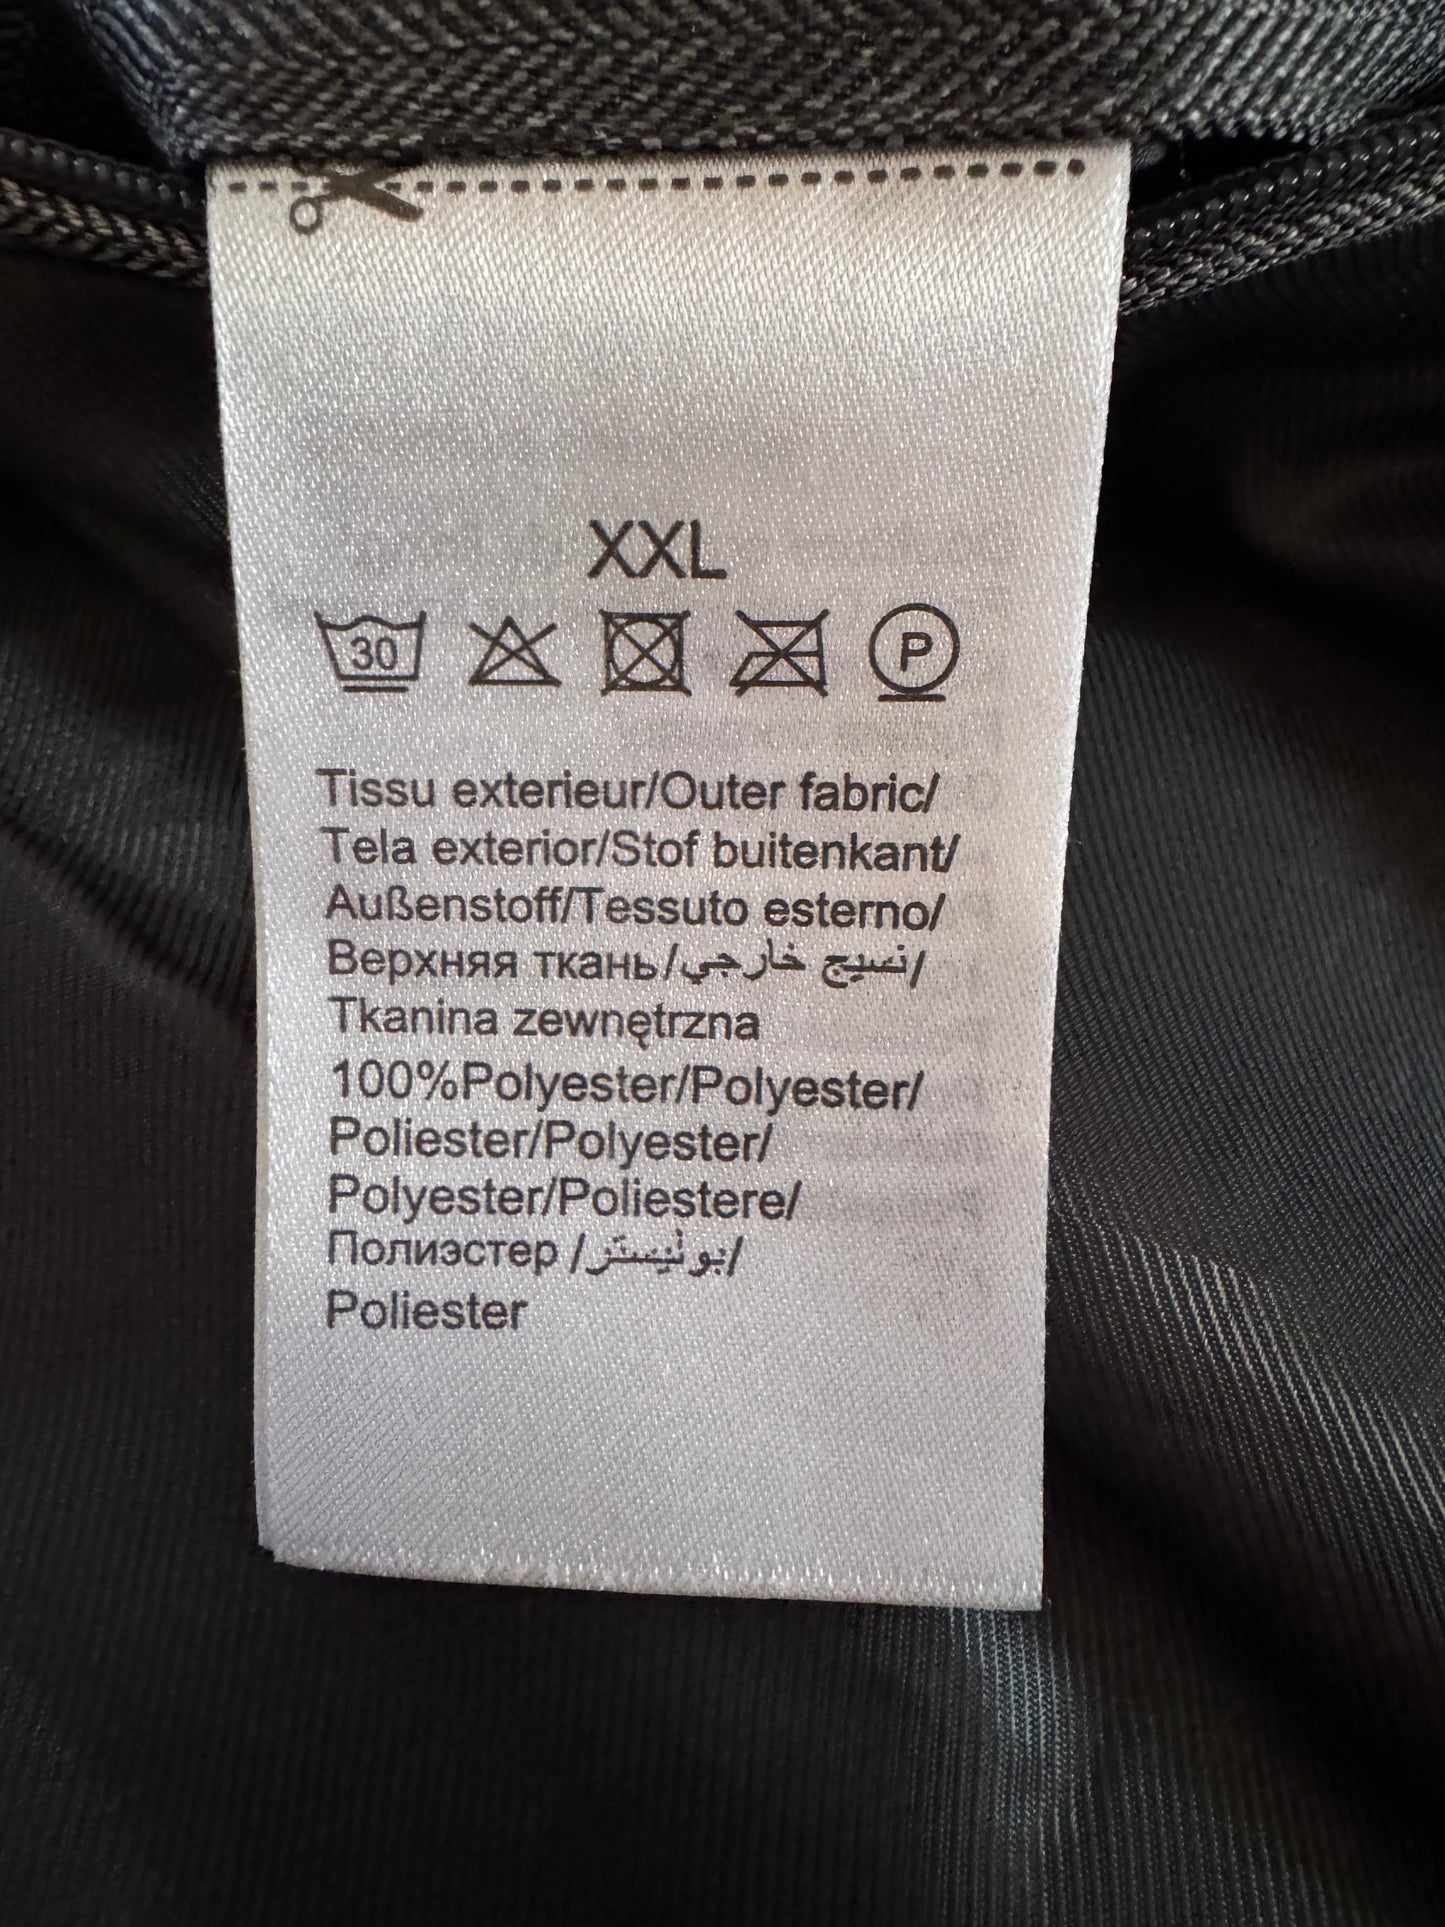 XXL
30 P
Tissu exterieur/Outer fabric/
Tela exterior/Stof buitenkant/
Außenstoff/Tessuto esterno/
Верхняя ткань/نسيج خارجي/
Tkanina zewnętrzna
100%Polyester/Polyester/
Poliester/Polyester/
Polyester/Poliestere/
Полиэстер /بوليستر/
Poliester